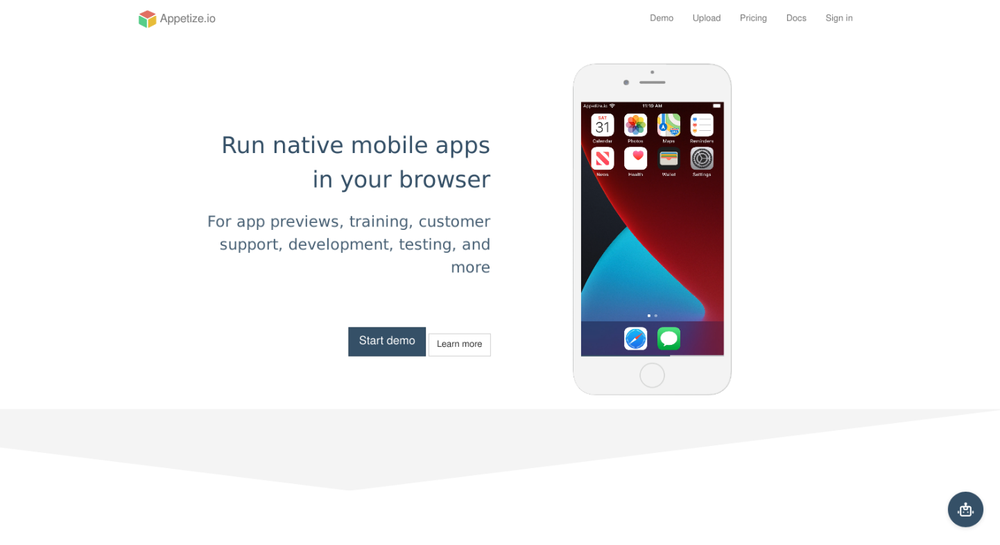 Appetize.io
Demo
Upload
Pricing
Docs
Sign in
Run native mobile apps
in your browser
For app previews, training, customer
support, development, testing, and
more
Start demo
Learn more
Appetize.io
11:19 AM
SAT
31
Calendar
Photos
Maps
Reminders
News
Health
Wallet
Settings